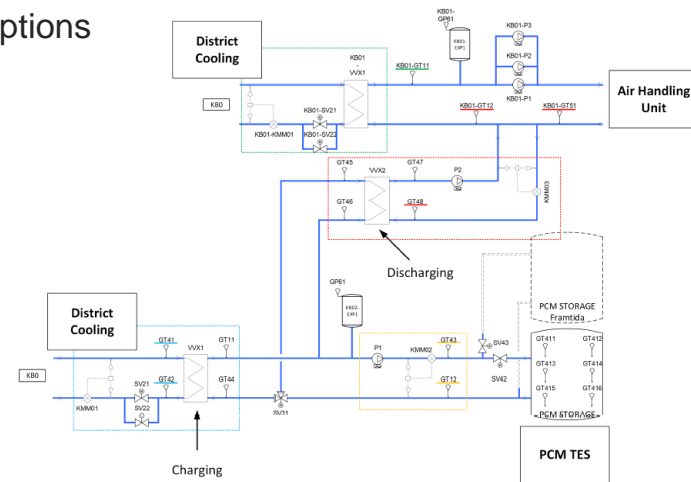 ptions
District
Cooling
KB01-
GP61
KB01-
EXP1
KB01-P3
KB01-P2
KB01-P1
KB01
-
VVX1
KB01-GT11
Air Handling
Unit
KB0
KB01-KMM01
KB01-SV21
KB01-SV22
KB01-GT12
KB01-GT51
GT45
VVX2
GT47
P2
GT46
GT48
KMM03
Discharging
GP61
KB02-
EXP1
PCM STORAGE
Framtida
District
Cooling
GT41
VVX1
GT11
P1
KMM02
GT43
SV43
SV42
GT411
GT412
GT413
GT414
GT415
GT416
PCM STORAGE
KB0
KMM01
SV21
SV22
GT42
GT44
SV31
GT12
PCM TES
Charging